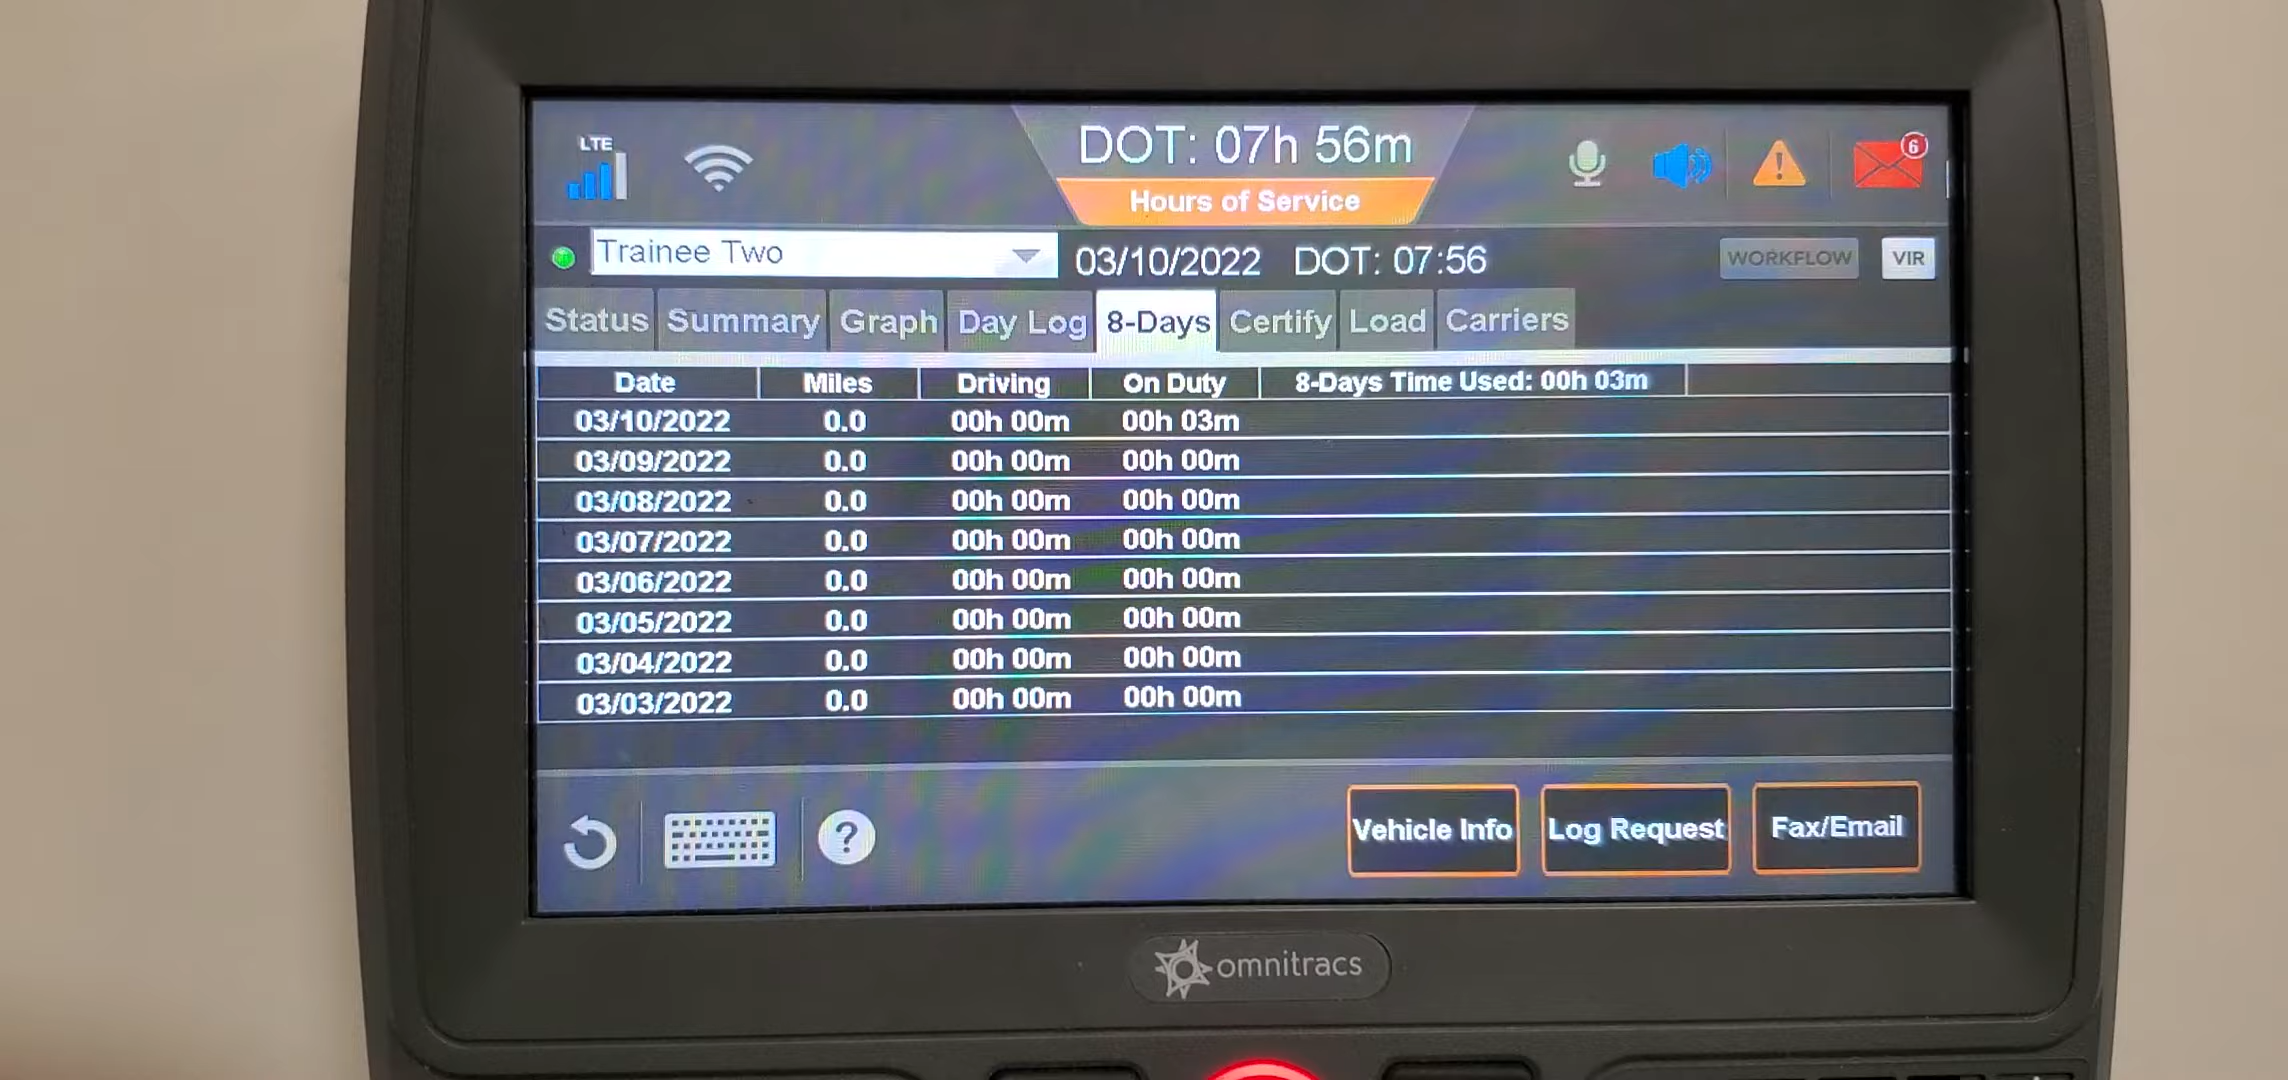 LTE
DOT: 07h 56m
6
Hours of Service
Trainee Two
03/10/2022 DOT: 07:56
WORKFLOW
VIR
Status Summary Graph Day Log 8-Days Certify Load Carriers
Date Miles Driving On Duty 8-Days Time Used: 00h 03m
03/10/2022 0.0 00h 00m 00h 03m
03/09/2022 0.0 00h 00m 00h 00m
03/08/2022 0.0 00h 00m 00h 00m
03/07/2022 0.0 00h 00m 00h 00m
03/06/2022 0.0 00h 00m 00h 00m
03/05/2022 0.0 00h 00m 00h 00m
03/04/2022 0.0 00h 00m 00h 00m
03/03/2022 0.0 00h 00m 00h 00m
?
Vehicle Info Log Request Fax/Email
omnitracs